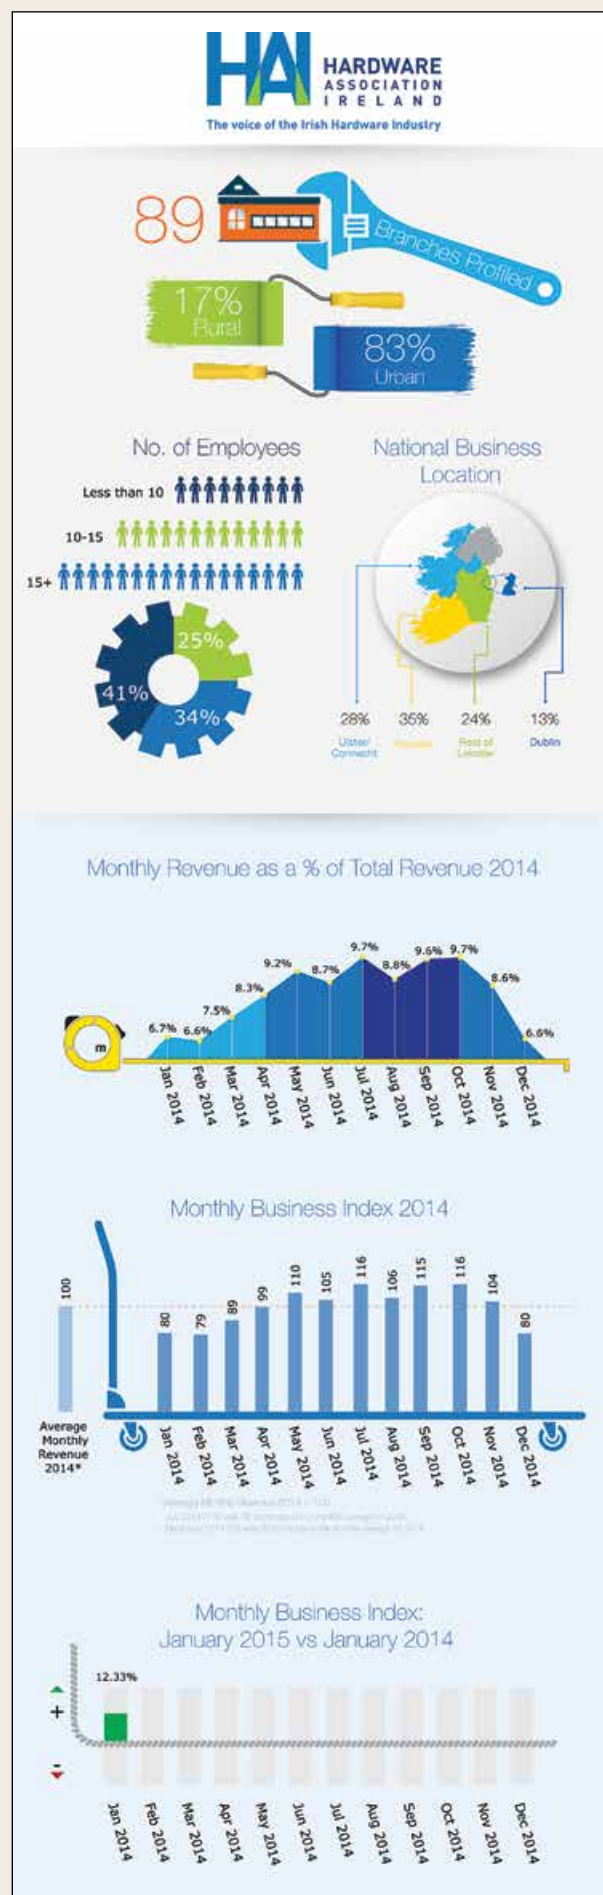 HAI HARDWARE
ASSOCIATION
IRELAND
The voice of the Irish Hardware Industry
89
Branches Profiled
17%
Rural
83%
Urban
No. of Employees
Less than 10
10-15
15+
25%
41%
34%
National Business
Location
28%
35%
24%
13%
Ulster/
Connacht
Rest of
Leinster
Dublin
Monthly Revenue as a % of Total Revenue 2014
6.7%
6.6%
7.5%
8.3%
9.2%
8.7%
9.7%
8.8%
9.6%
9.7%
8.6%
6.6%
m
Jan 2014
Feb 2014
Mar 2014
Apr 2014
May 2014
Jun 2014
Jul 2014
Aug 2014
Sep 2014
Oct 2014
Nov 2014
Dec 2014
Monthly Business Index 2014
100
80
79
89
99
110
105
116
106
115
116
104
80
Average
Monthly
Revenue
2014*
Jan 2014
Feb 2014
Mar 2014
Apr 2014
May 2014
Jun 2014
Jul 2014
Aug 2014
Sep 2014
Oct 2014
Nov 2014
Dec 2014
Monthly Business Index:
January 2015 vs January 2014
12.33%
+
-
Jan 2014
Feb 2014
Mar 2014
Apr 2014
May 2014
Jun 2014
Jul 2014
Aug 2014
Sep 2014
Oct 2014
Nov 2014
Dec 2014